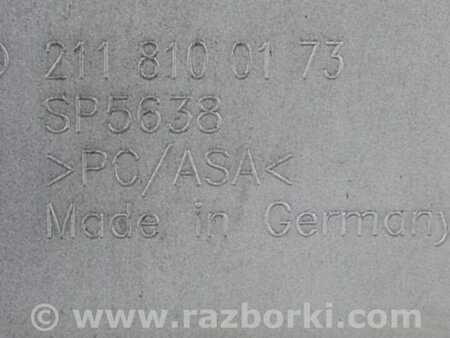 211 810 01 73
SP5638
>PC/ASA<
Made in Germany
© www.razborki.com